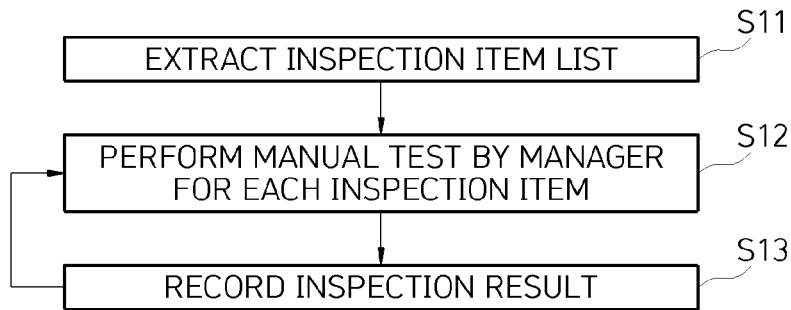 S11
EXTRACT INSPECTION ITEM LIST
S12
PERFORM MANUAL TEST BY MANAGER
FOR EACH INSPECTION ITEM
S13
RECORD INSPECTION RESULT